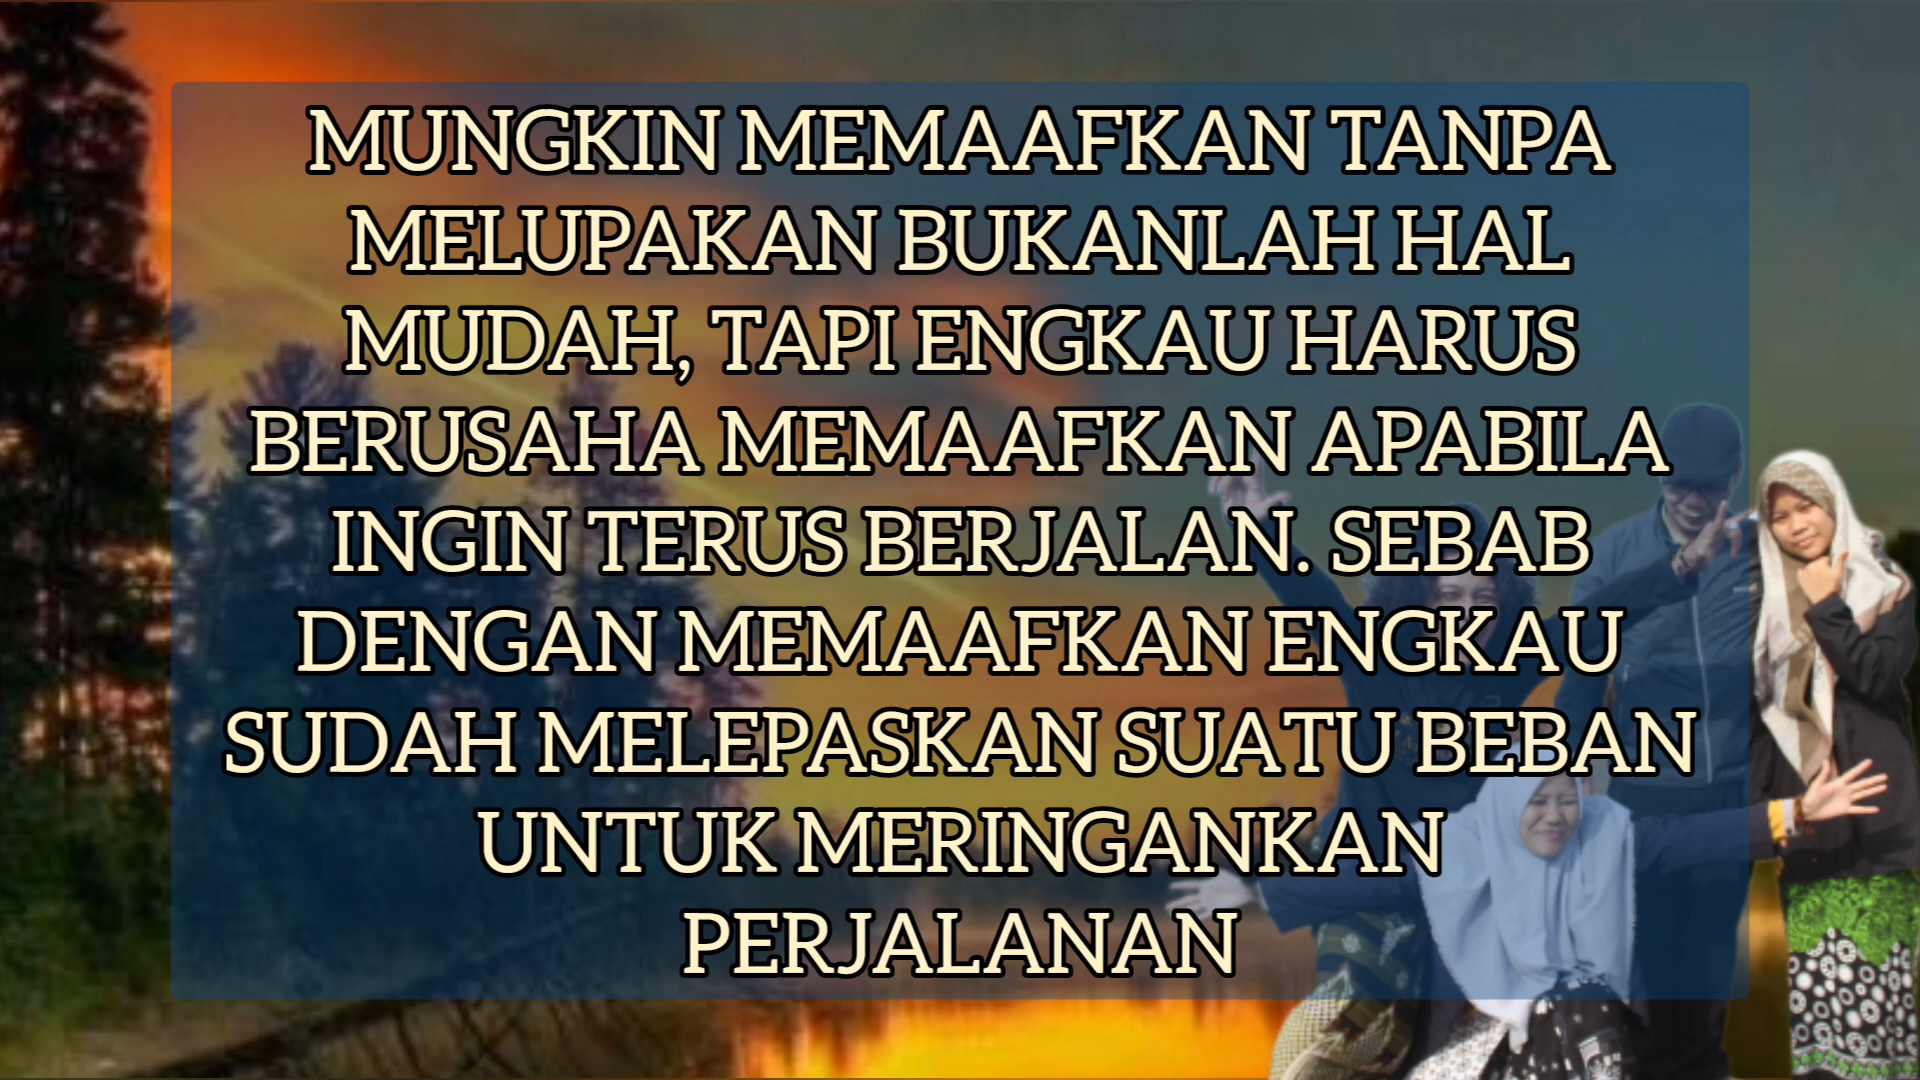 MUNGKIN MEMAAFKAN TANPA
MELUPAKAN BUKANLAH HAL
MUDAH, TAPI ENGKAU HARUS
BERUSAHA MEMAAFKAN APABILA
INGIN TERUS BERJALAN. SEBAB
DENGAN MEMAAFKAN ENGKAU
SUDAH MELEPASKAN SUATU BEBAN
UNTUK MERINGANKAN
PERJALANAN